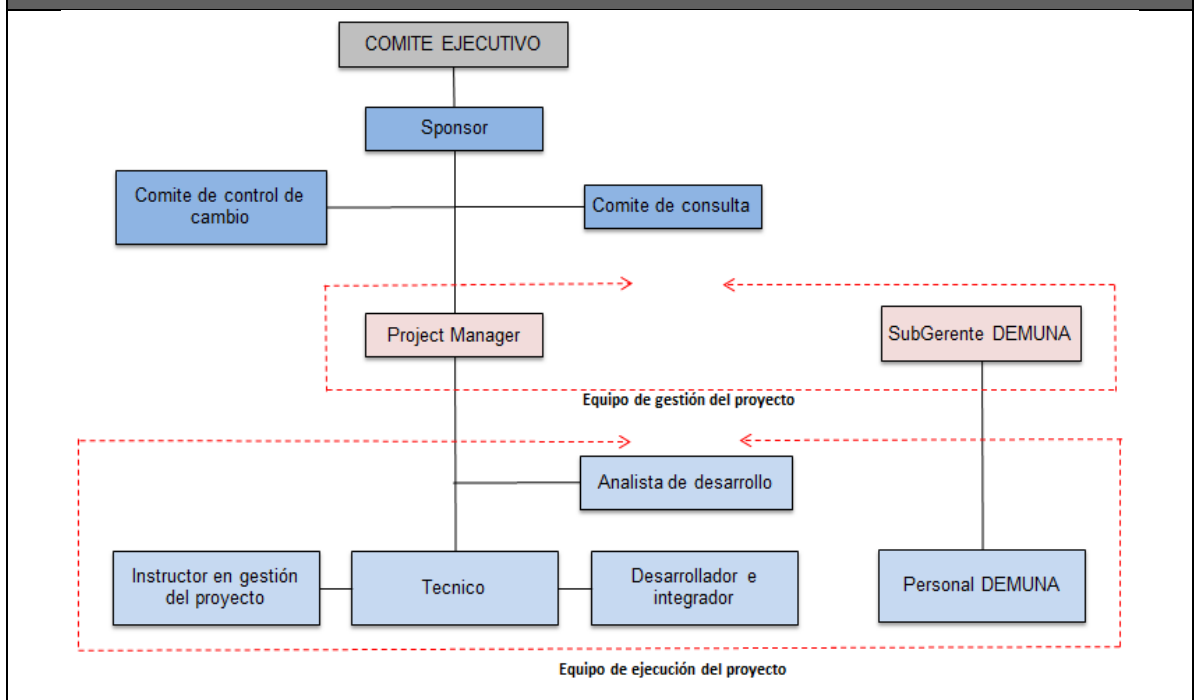 COMITE EJECUTIVO
Sponsor
Comite de control de
cambio
Comite de consulta
Project Manager
SubGerente DEMUNA
Equipo de gestión del proyecto
Analista de desarrollo
Instructor en gestión
del proyecto
Tecnico
Desarrollador e
integrador
Personal DEMUNA
Equipo de ejecución del proyecto